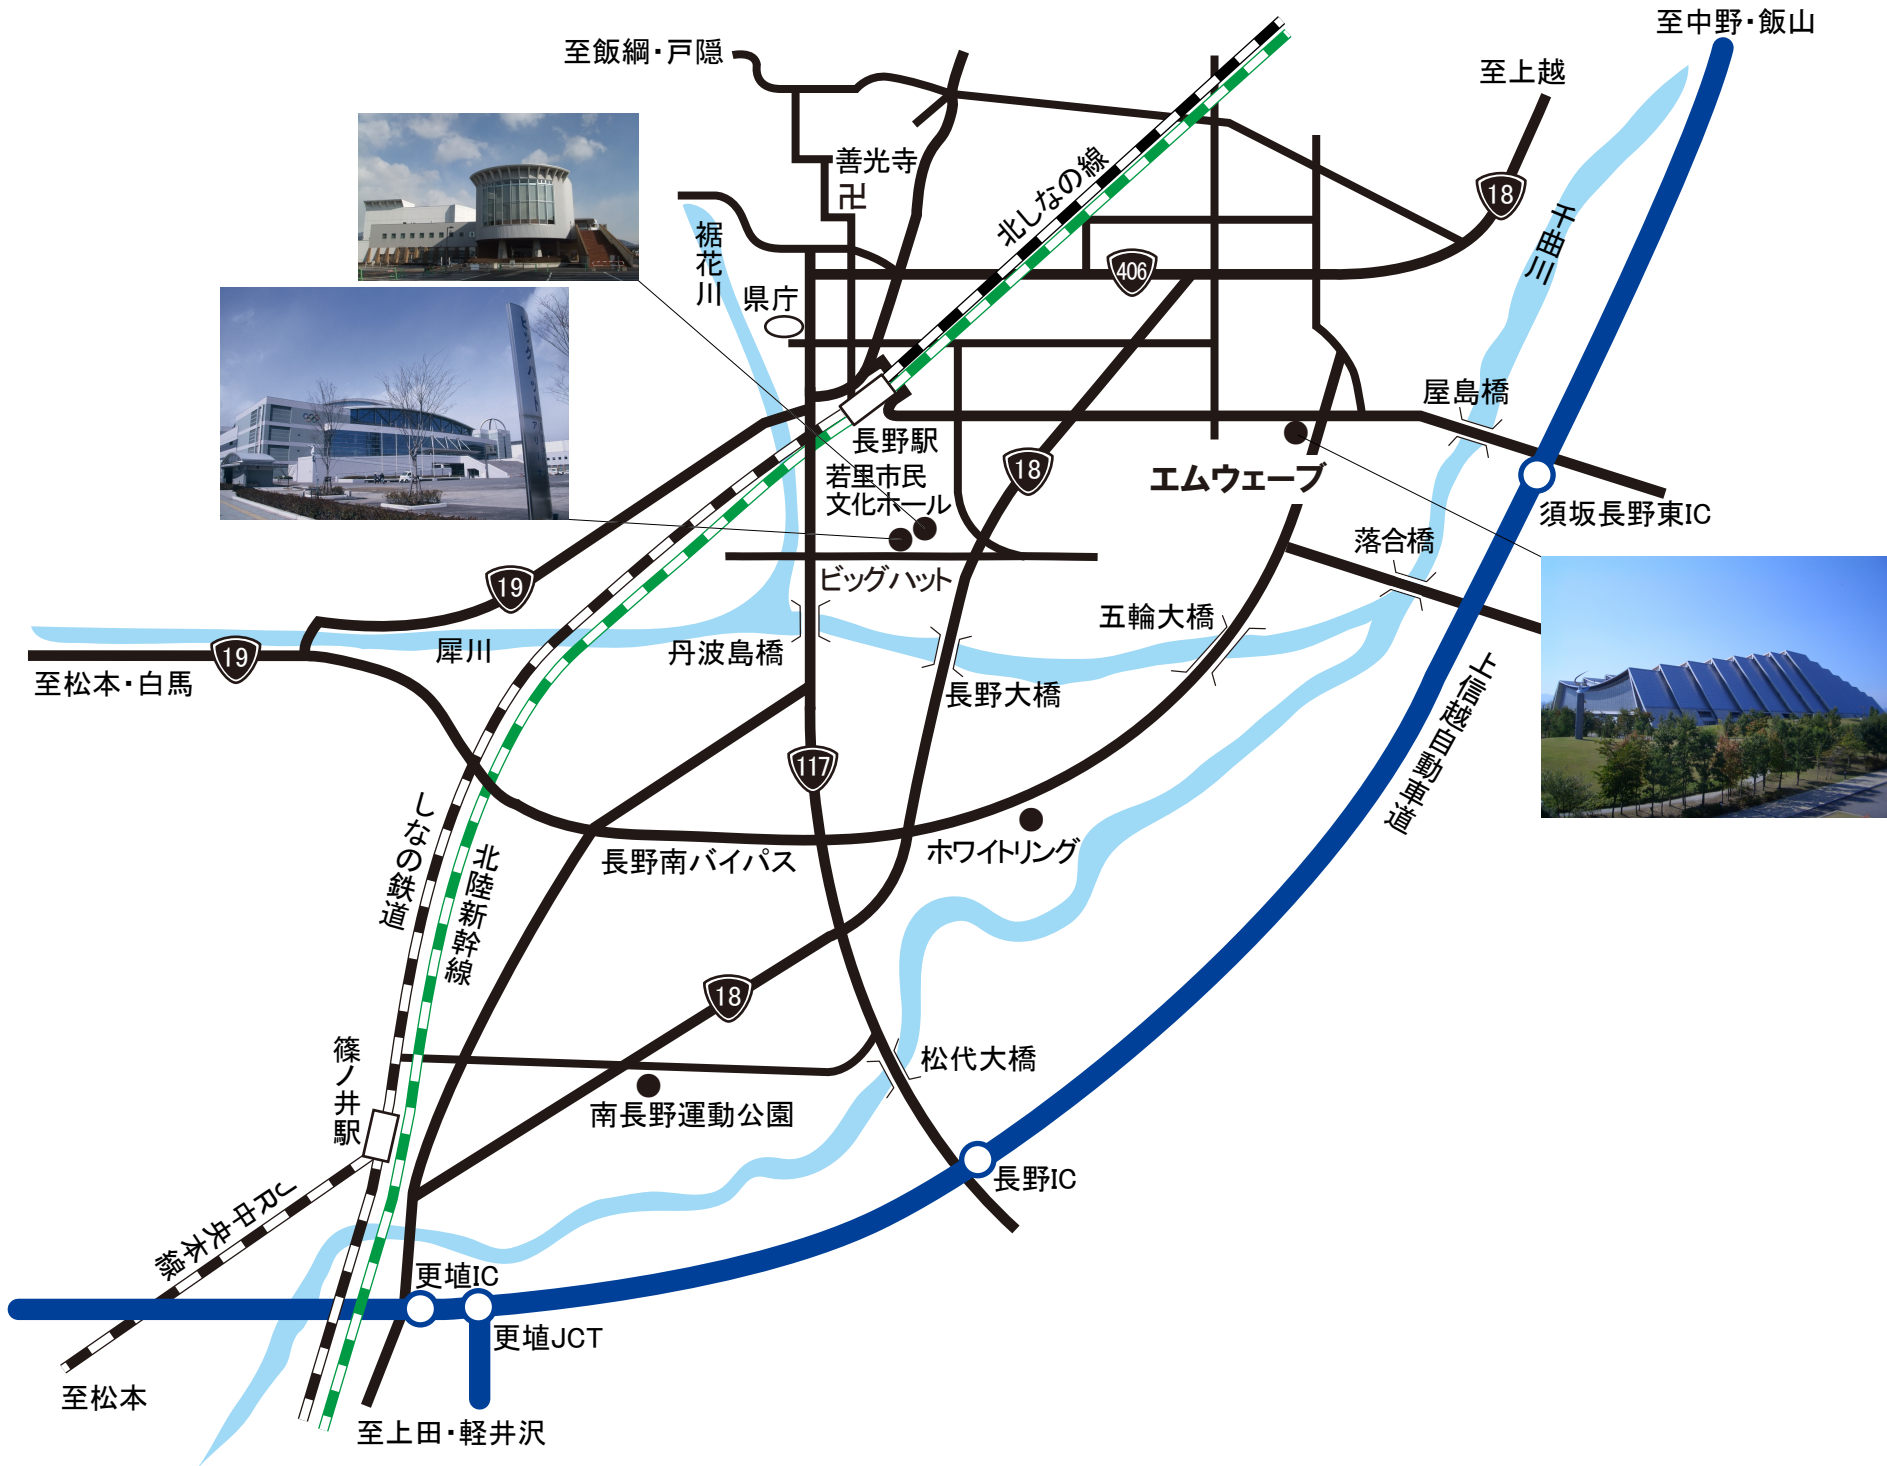 至中野・飯山
至飯綱・戸隠
至上越
善光寺
卍
北しなの線
18
千曲川
裾花川
県庁
406
屋島橋
長野駅
18
エムウェーブ
若里市民
文化ホール
須坂長野東IC
落合橋
19
ビッグハット
五輪大橋
犀川
丹波島橋
19
至松本・白馬
長野大橋
上信越自動車道
117
しなの鉄道
北陸新幹線
長野南バイパス
ホワイトリング
18
篠ノ井駅
松代大橋
南長野運動公園
長野IC
JR中央本線
更埴IC
更埴JCT
至松本
至上田・軽井沢
ビッグハット